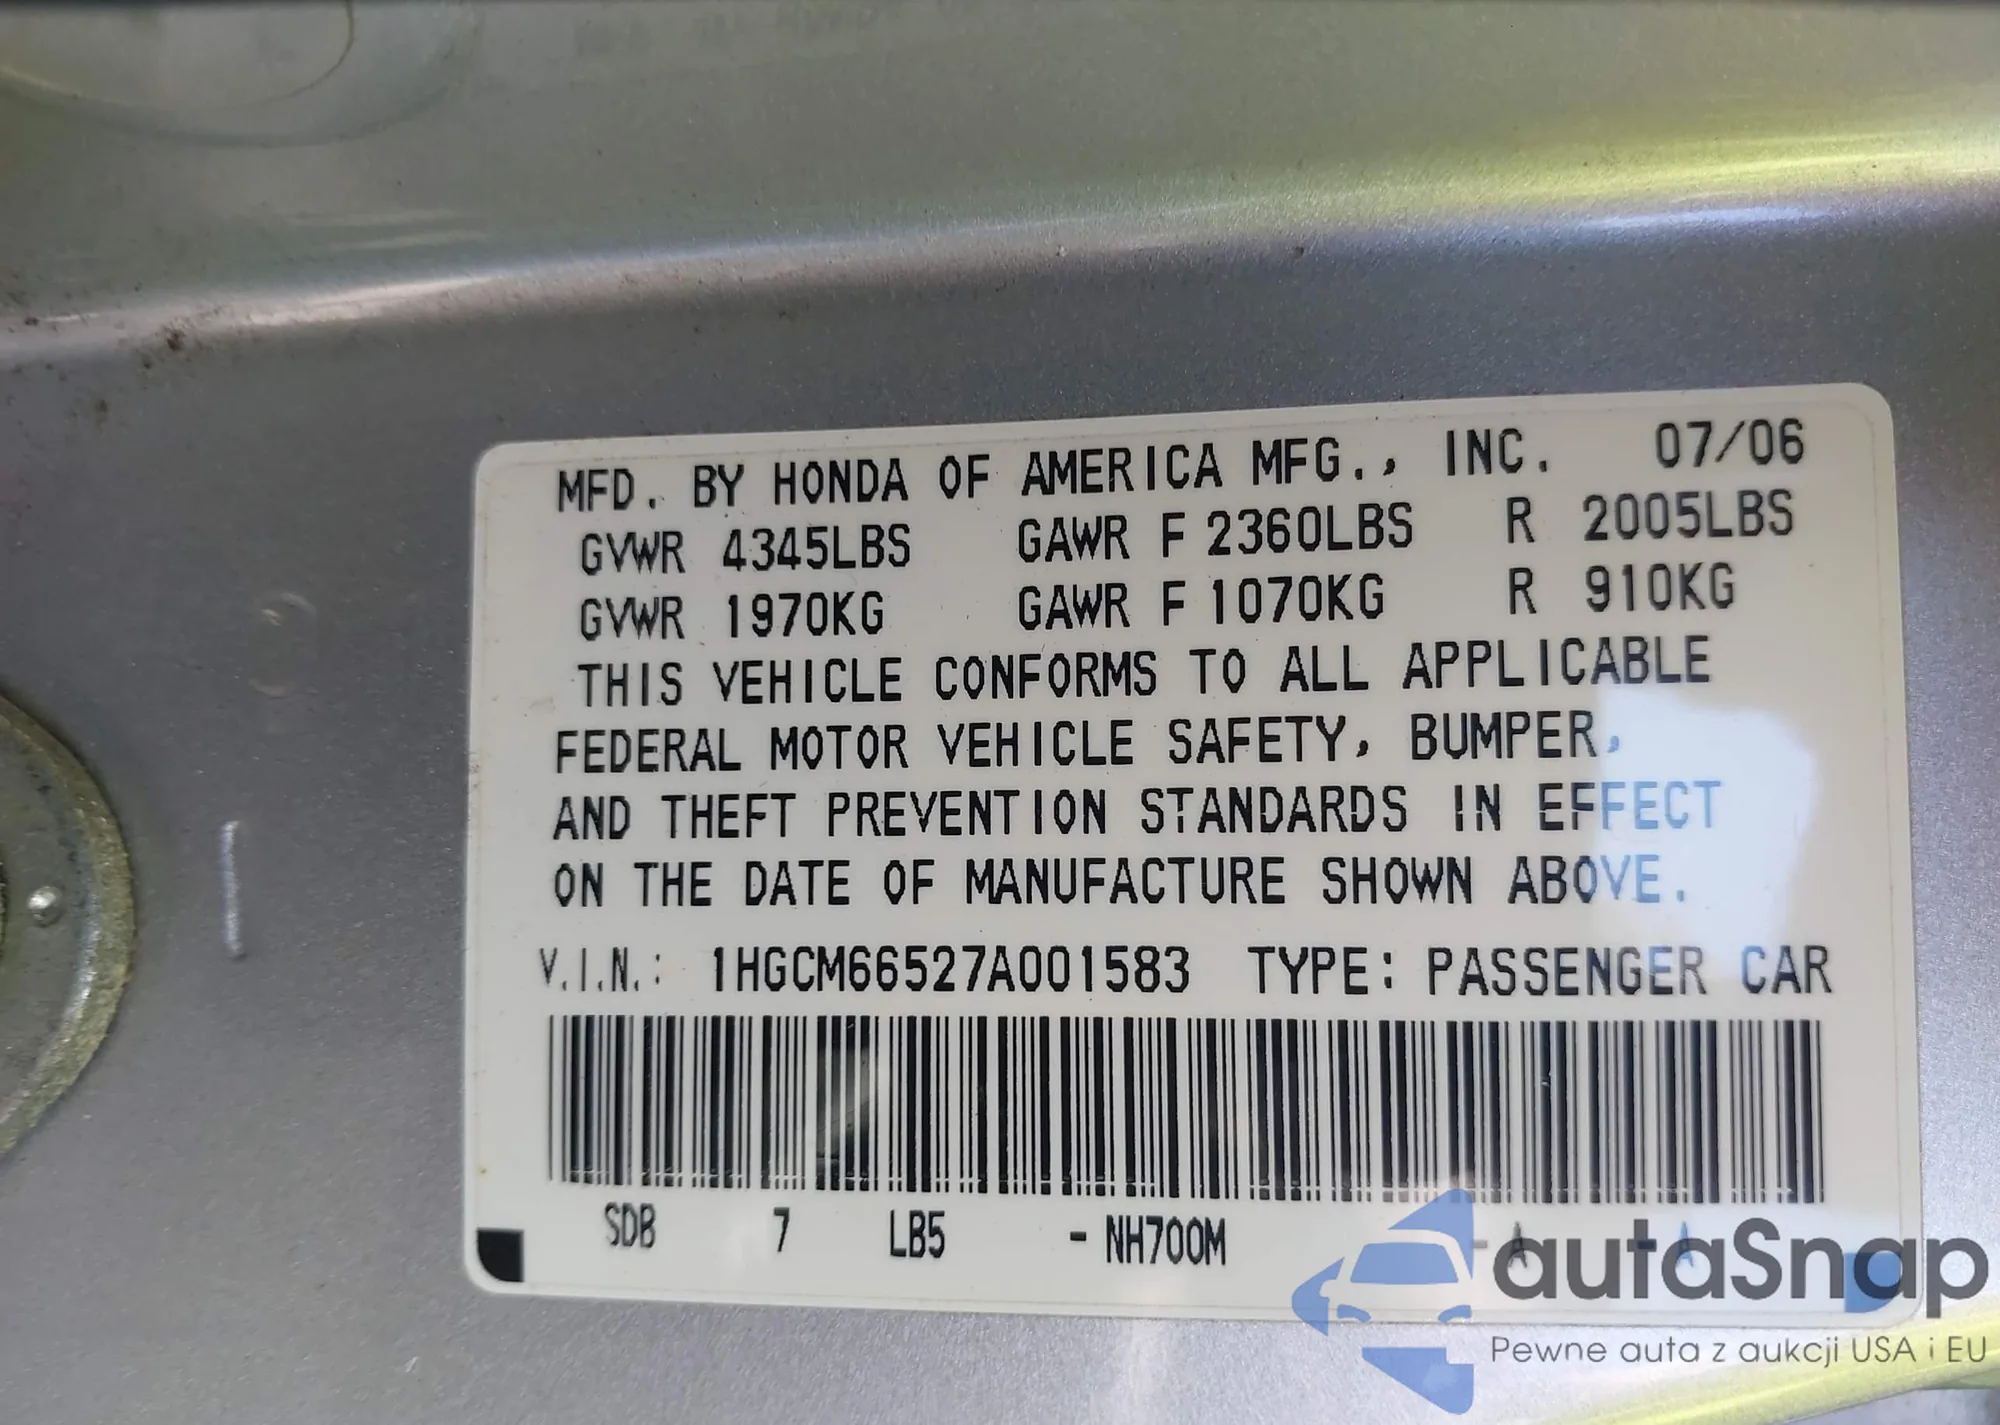 MFD. BY HONDA OF AMERICA MFG., INC. 07/06
GVWR 4345LBS GAWR F 2360LBS R 2005LBS
GVWR 1970KG GAWR F 1070KG R 910KG
THIS VEHICLE CONFORMS TO ALL APPLICABLE
FEDERAL MOTOR VEHICLE SAFETY, BUMPER,
AND THEFT PREVENTION STANDARDS IN EFFECT
ON THE DATE OF MANUFACTURE SHOWN ABOVE.
V.I.N.: 1HGCM66527A001583 TYPE: PASSENGER CAR
SDB 7 LB5 - NH700M - A - A
autaSnap
Pewne auta z aukcji USA i EU